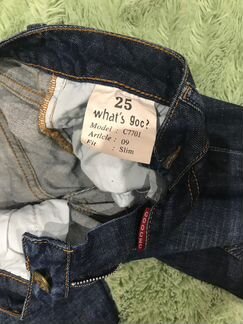 25
what's goc?
Model : C7701
Article : 09
Fit : Slim